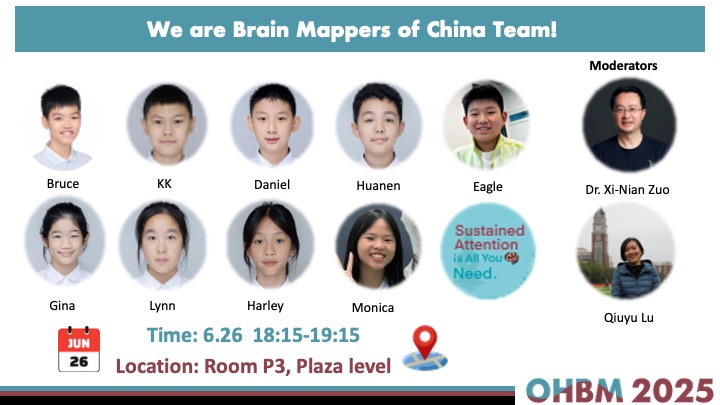 We are Brain Mappers of China Team!
Moderators
Bruce
KK
Daniel
Huanen
Eagle
Dr. Xi-Nian Zuo
Sustained
Attention
is All You
Need.
Gina
Lynn
Harley
Monica
Qiuyu Lu
JUN
26
Time: 6.26 18:15-19:15
Location: Room P3, Plaza level
OHBM 2025